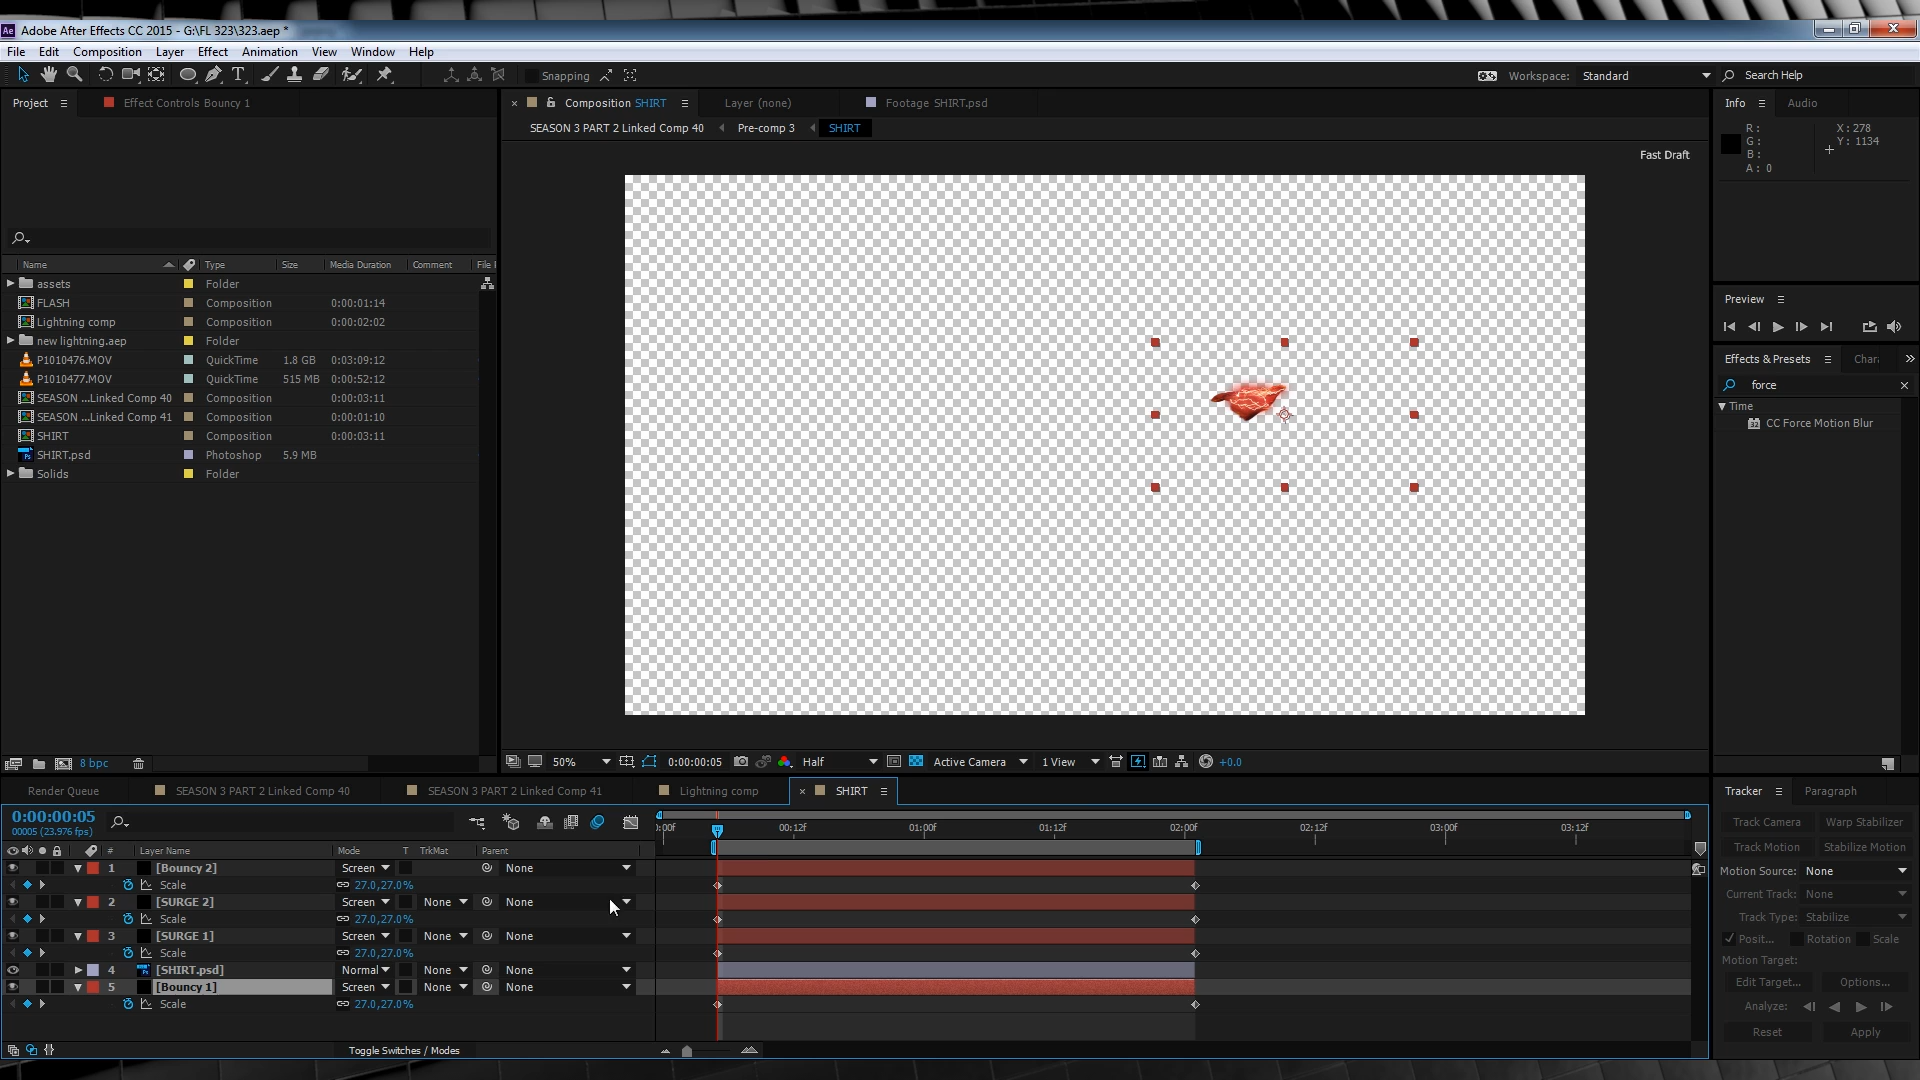 Ae Adobe After Effects CC 2015 - G:\FL 323\323.aep *
File Edit Composition Layer Effect Animation View Window Help
Snapping Workspace: Standard Search Help
Project Effect Controls Bouncy 1 Composition SHIRT Layer (none) Footage SHIRT.psd Info Audio
SEASON 3 PART 2 Linked Comp 40 Pre-comp 3 SHIRT
R: X: 278
G: Y: 1134
B:
A: 0
Fast Draft
Name Type Size Media Duration Comment File
assets Folder
FLASH Composition 0:00:01:14
Lightning comp Composition 0:00:02:02
new lightning.aep Folder
P1010476.MOV QuickTime 1.8 GB 0:03:09:12
P1010477.MOV QuickTime 515 MB 0:00:52:12
SEASON ...Linked Comp 40 Composition 0:00:03:11
SEASON ...Linked Comp 41 Composition 0:00:01:10
SHIRT Composition 0:00:03:11
SHIRT.psd Photoshop 5.9 MB
Solids Folder
Preview
Effects & Presets Chara
force
Time
32 CC Force Motion Blur
8 bpc
50% 0:00:00:05 Half Active Camera 1 View +0.0
Render Queue SEASON 3 PART 2 Linked Comp 40 SEASON 3 PART 2 Linked Comp 41 Lightning comp SHIRT
0:00:00:05
00005 (23.976 fps)
):00f 00:12f 01:00f 01:12f 02:00f 02:12f 03:00f 03:12f
# Layer Name Mode T TrkMat Parent
1 [Bouncy 2] Screen None
Scale 27.0,27.0%
2 [SURGE 2] Screen None None
Scale 27.0,27.0%
3 [SURGE 1] Screen None None
Scale 27.0,27.0%
4 [SHIRT.psd] Normal None None
5 [Bouncy 1] Screen None None
Scale 27.0,27.0%
Toggle Switches / Modes
Tracker Paragraph
Track Camera Warp Stabilizer
Track Motion Stabilize Motion
Motion Source: None
Current Track: None
Track Type: Stabilize
Posit... Rotation Scale
Motion Target:
Edit Target... Options...
Analyze:
Reset Apply